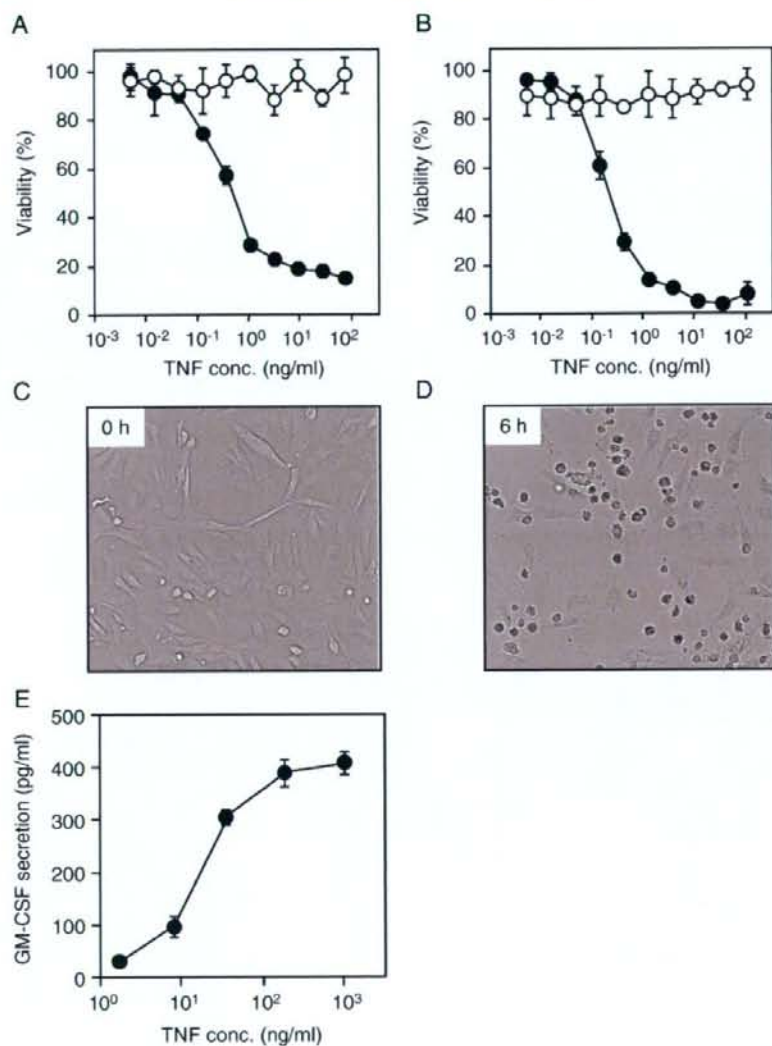 A
Viability (%)
100
80
60
40
20
0
10-3 10-2 10-1 100 101 102
TNF conc. (ng/ml)
B
Viability (%)
100
80
60
40
20
0
10-3 10-2 10-1 100 101 102
TNF conc. (ng/ml)
C
0 h
D
6 h
E
GM-CSF secretion (pg/ml)
500
400
300
200
100
0
100 101 102 103
TNF conc. (ng/ml)